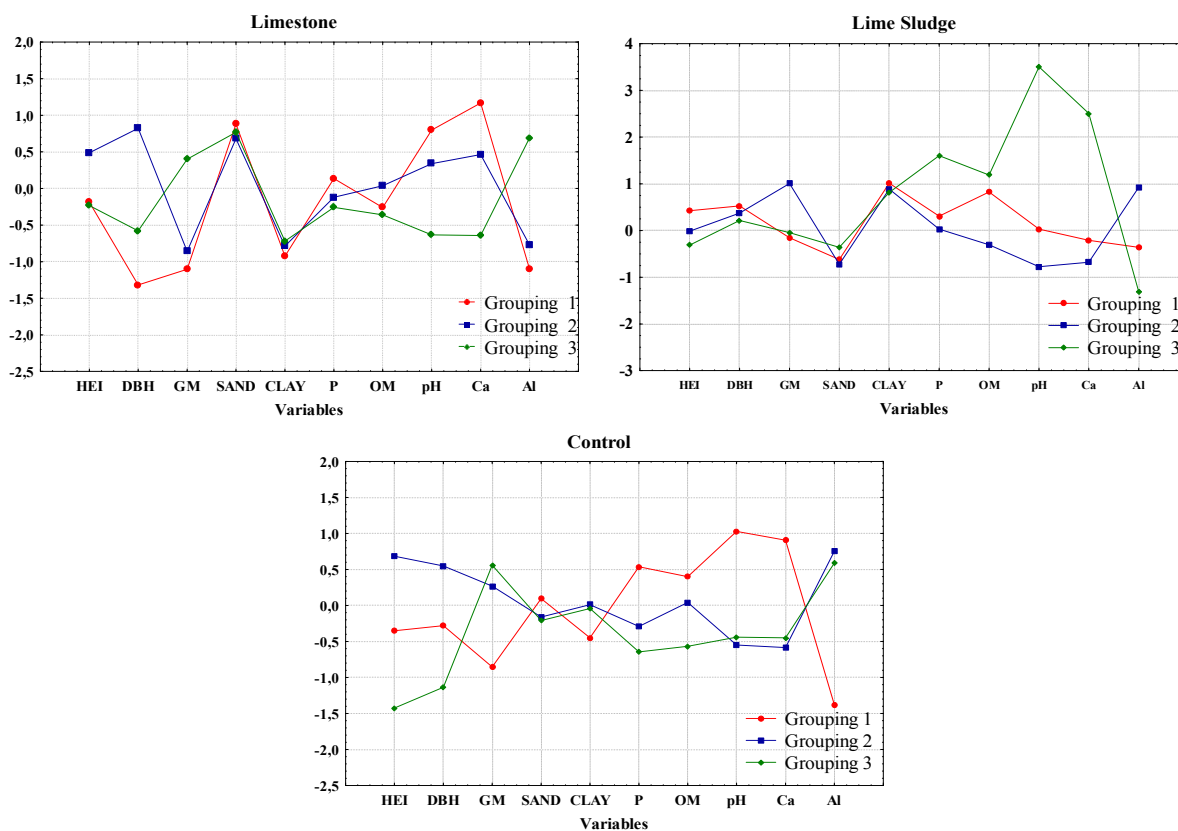 Limestone
2,0
1,5
1,0
0,5
0,0
-0,5
-1,0
-1,5
-2,0
-2,5
Grouping 1
Grouping 2
Grouping 3
HEI DBH GM SAND CLAY P OM pH Ca Al
Variables
Lime Sludge
4
3
2
1
0
-1
-2
-3
Grouping 1
Grouping 2
Grouping 3
HEI DBH GM SAND CLAY P OM pH Ca Al
Variables
Control
2,0
1,5
1,0
0,5
0,0
-0,5
-1,0
-1,5
-2,0
-2,5
Grouping 1
Grouping 2
Grouping 3
HEI DBH GM SAND CLAY P OM pH Ca Al
Variables